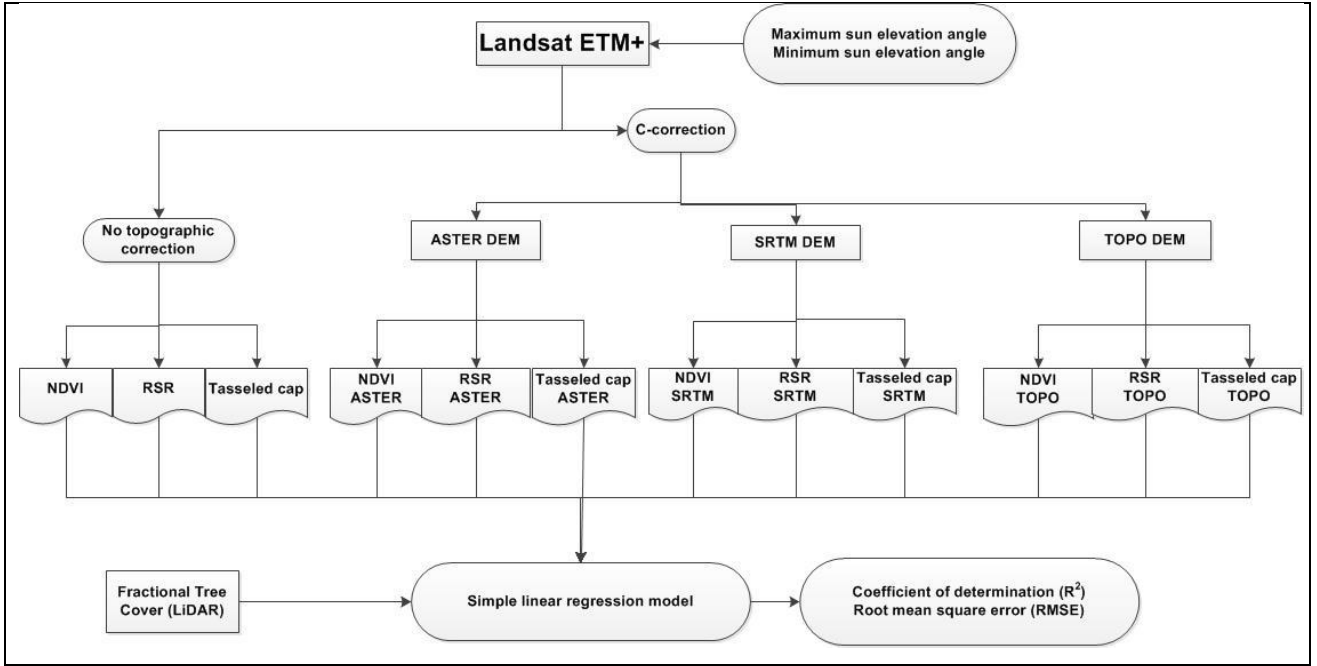 Landsat ETM+
Maximum sun elevation angle
Minimum sun elevation angle
C-correction
No topographic
correction
ASTER DEM
SRTM DEM
TOPO DEM
NDVI
RSR
Tasseled cap
NDVI
ASTER
RSR
ASTER
Tasseled cap
ASTER
NDVI
SRTM
RSR
SRTM
Tasseled cap
SRTM
NDVI
TOPO
RSR
TOPO
Tasseled cap
TOPO
Fractional Tree
Cover (LiDAR)
Simple linear regression model
Coefficient of determination (R²)
Root mean square error (RMSE)